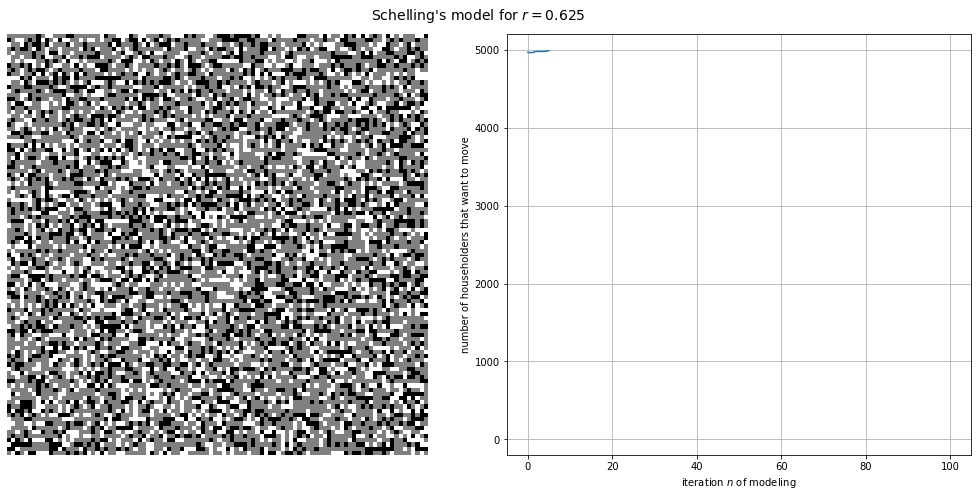 Schelling's model for r = 0.625
5000
4000
3000
2000
1000
0
number of householders that want to move
0 20 40 60 80 100
iteration n of modeling